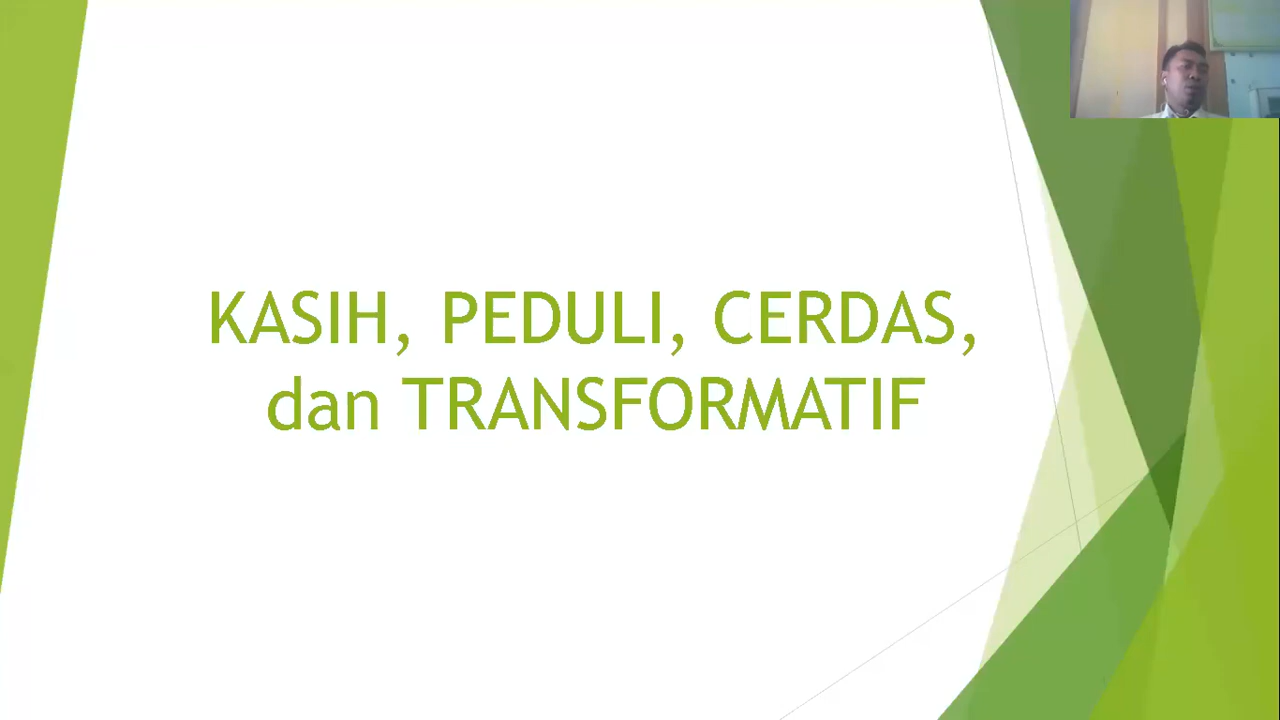 KASIH, PEDULI, CERDAS,
dan TRANSFORMATIF